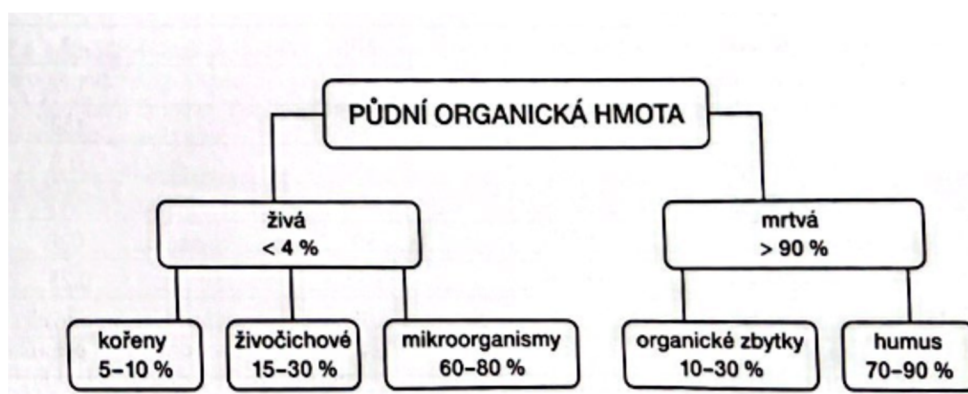 PŮDNÍ ORGANICKÁ HMOTA
živá
< 4 %
mrtvá
> 90 %
kořeny
5–10 %
živočichové
15–30 %
mikroorganismy
60–80 %
organické zbytky
10–30 %
humus
70–90 %